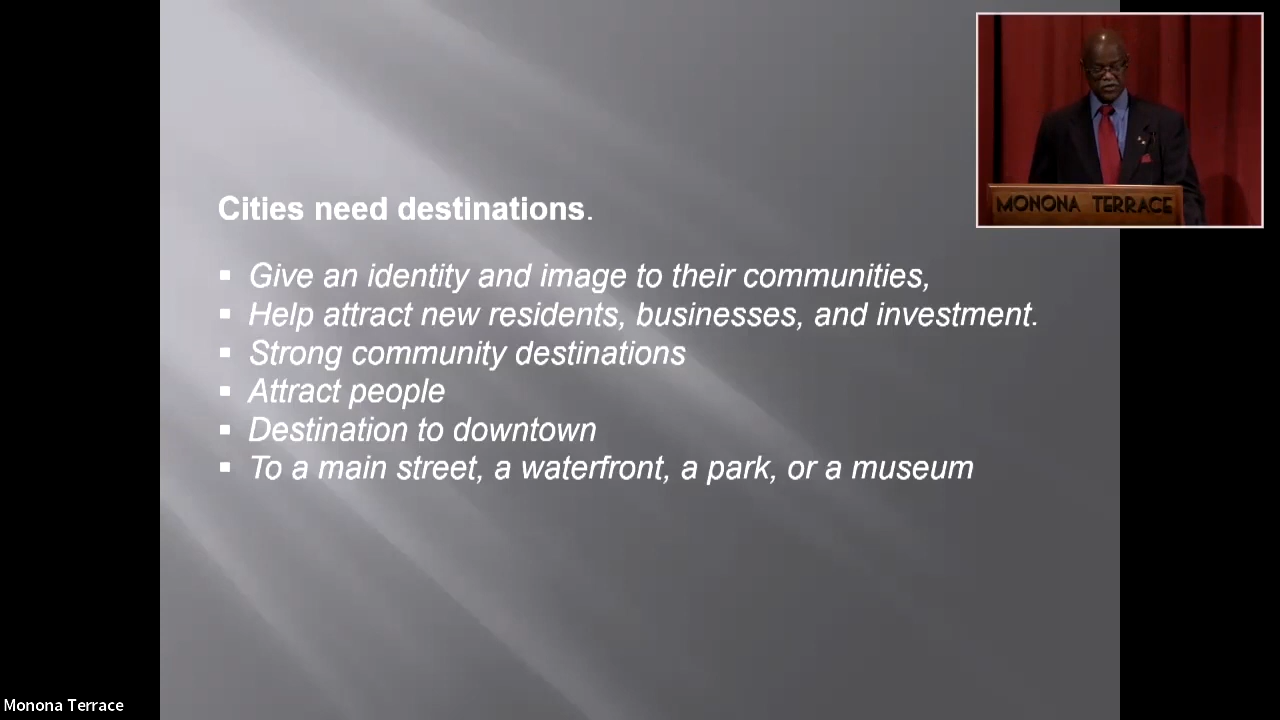 Cities need destinations.
▪ Give an identity and image to their communities,
▪ Help attract new residents, businesses, and investment.
▪ Strong community destinations
▪ Attract people
▪ Destination to downtown
▪ To a main street, a waterfront, a park, or a museum
MONONA TERRACE
Monona Terrace